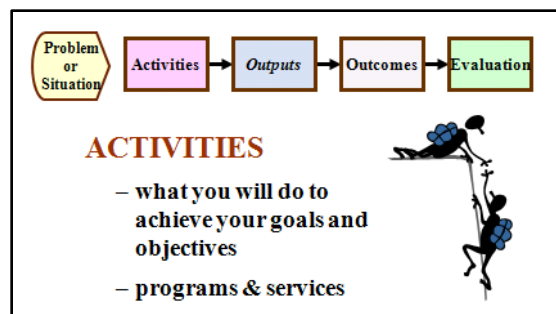 Problem
or
Situation
Activities
Outputs
Outcomes
Evaluation
ACTIVITIES
– what you will do to
achieve your goals and
objectives
– programs & services